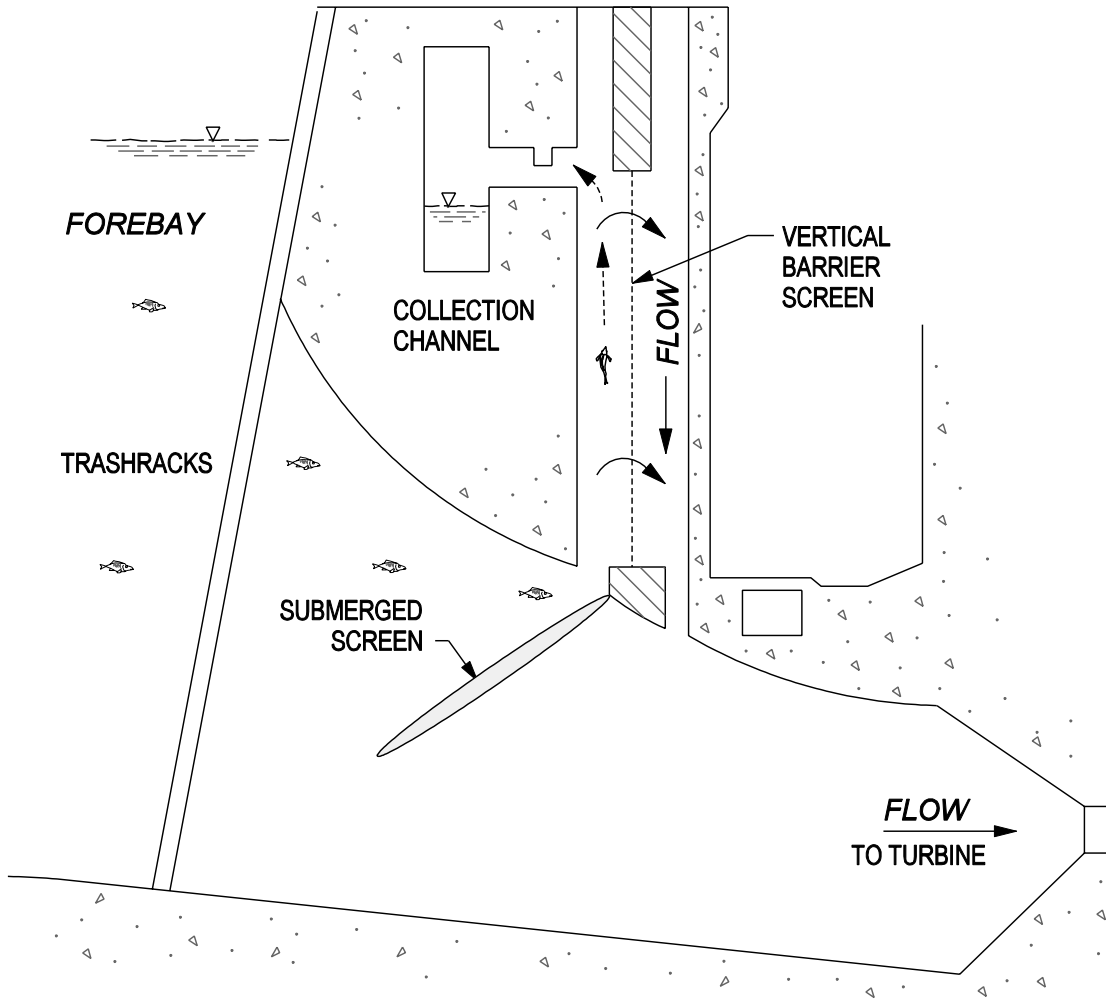 FOREBAY
VERTICAL
BARRIER
SCREEN
COLLECTION
CHANNEL
FLOW
TRASHRACKS
SUBMERGED
SCREEN
FLOW
TO TURBINE